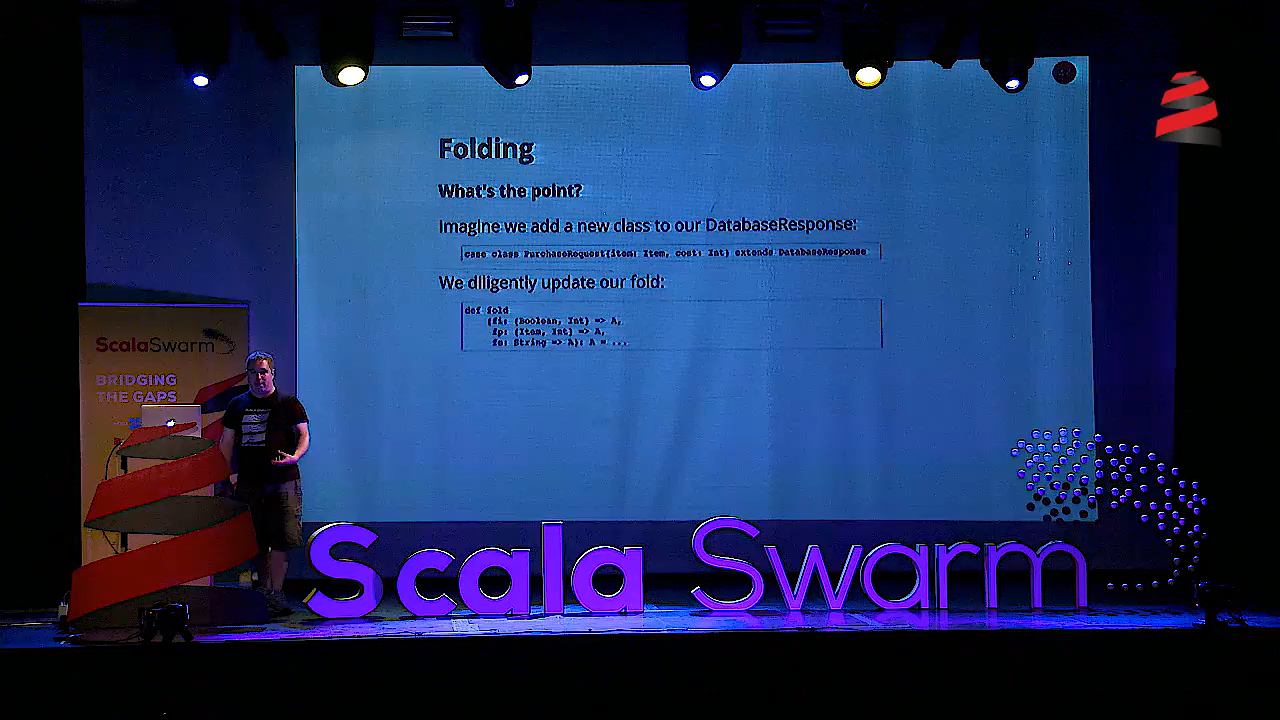 Folding
What's the point?
Imagine we add a new class to our DatabaseResponse:
case class PurchaseRequest(item: Item, cost: Int) extends DatabaseResponse
We diligently update our fold:
def fold
(fi: (Boolean, Int) => A,
fp: (Item, Int) => A,
fe: String => A): A = ...
ScalaSwarm
BRIDGING
THE GAPS
Scala Swarm